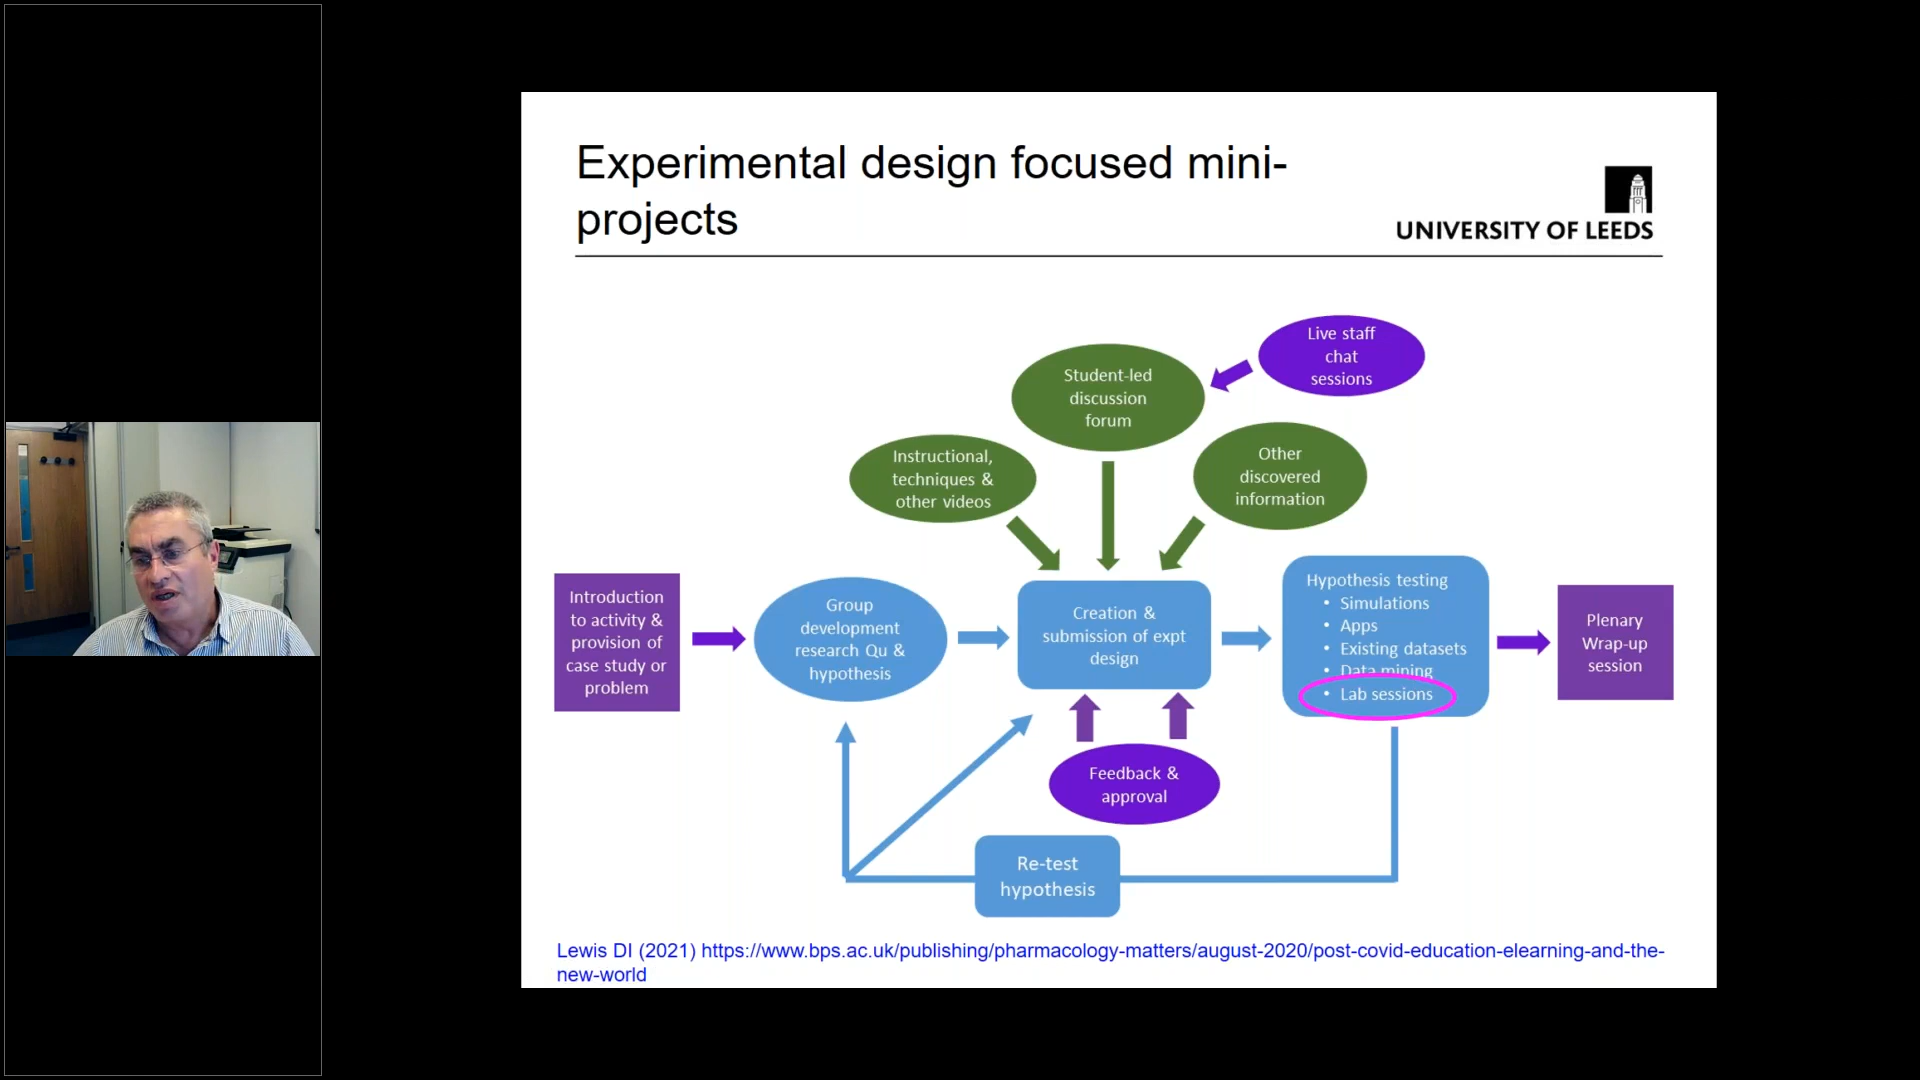 Experimental design focused mini-
projects
UNIVERSITY OF LEEDS
Live staff
chat
sessions
Student-led
discussion
forum
Instructional,
techniques &
other videos
Other
discovered
information
Introduction
to activity &
provision of
case study or
problem
Group
development
research Qu &
hypothesis
Creation &
submission of expt
design
Hypothesis testing
• Simulations
• Apps
• Existing datasets
• Data mining
• Lab sessions
Plenary
Wrap-up
session
Feedback &
approval
Re-test
hypothesis
Lewis DI (2021) https://www.bps.ac.uk/publishing/pharmacology-matters/august-2020/post-covid-education-elearning-and-the-
new-world